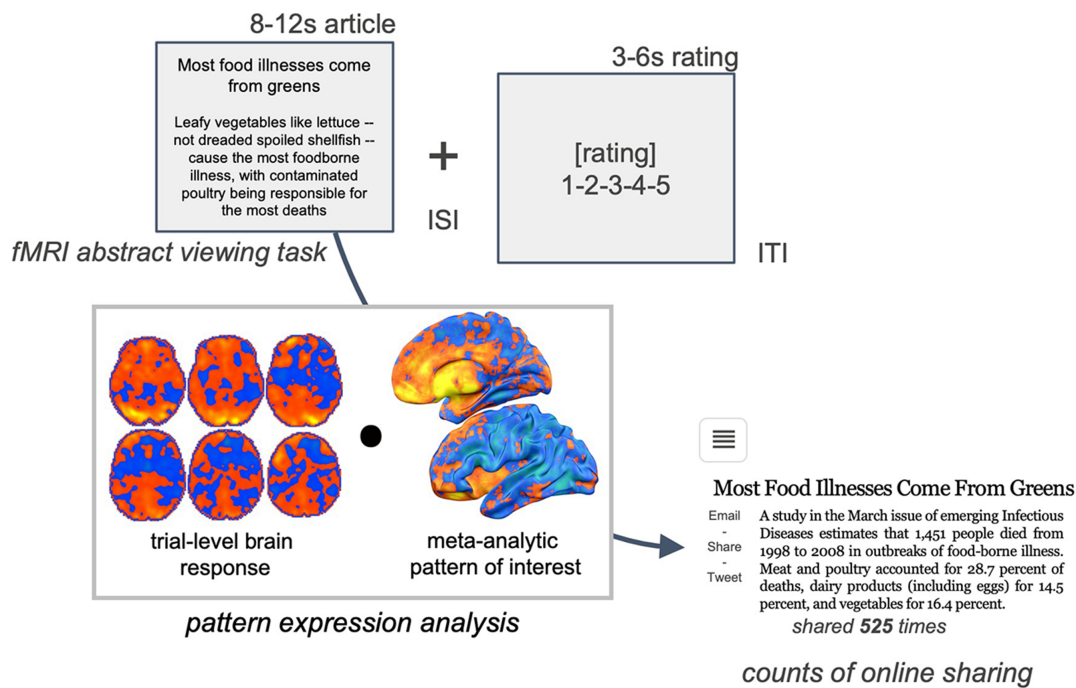 8-12s article
Most food illnesses come
from greens
Leafy vegetables like lettuce --
not dreaded spoiled shellfish --
cause the most foodborne
illness, with contaminated
poultry being responsible for
the most deaths
fMRI abstract viewing task
+
ISI
3-6s rating
[rating]
1-2-3-4-5
ITI
trial-level brain
response
meta-analytic
pattern of interest
pattern expression analysis
Most Food Illnesses Come From Greens
Email
-
Share
-
Tweet
A study in the March issue of emerging Infectious
Diseases estimates that 1,451 people died from
1998 to 2008 in outbreaks of food-borne illness.
Meat and poultry accounted for 28.7 percent of
deaths, dairy products (including eggs) for 14.5
percent, and vegetables for 16.4 percent.
shared 525 times
counts of online sharing